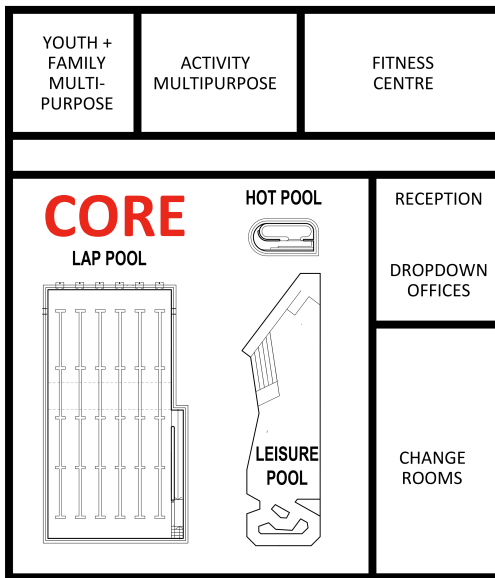 YOUTH +
FAMILY
MULTI-
PURPOSE
ACTIVITY
MULTIPURPOSE
FITNESS
CENTRE
CORE
LAP POOL
HOT POOL
RECEPTION
DROPDOWN
OFFICES
LEISURE
POOL
CHANGE
ROOMS